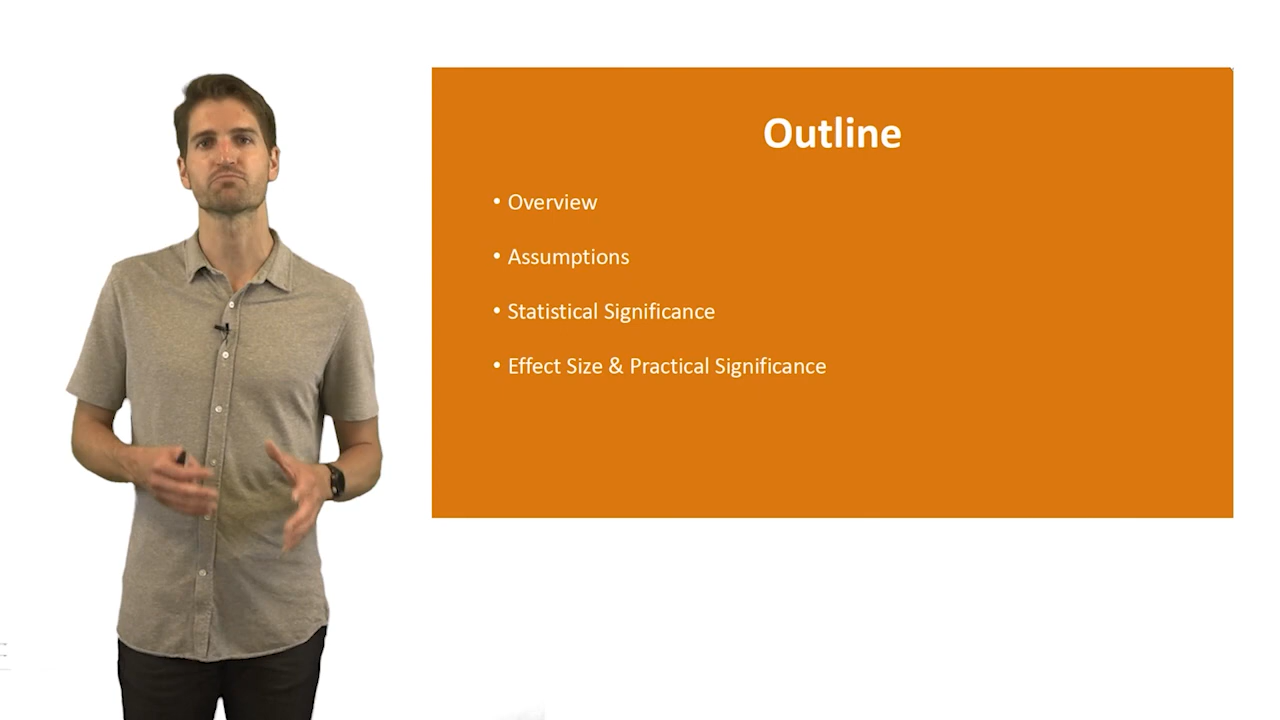 Outline
• Overview
• Assumptions
• Statistical Significance
• Effect Size & Practical Significance